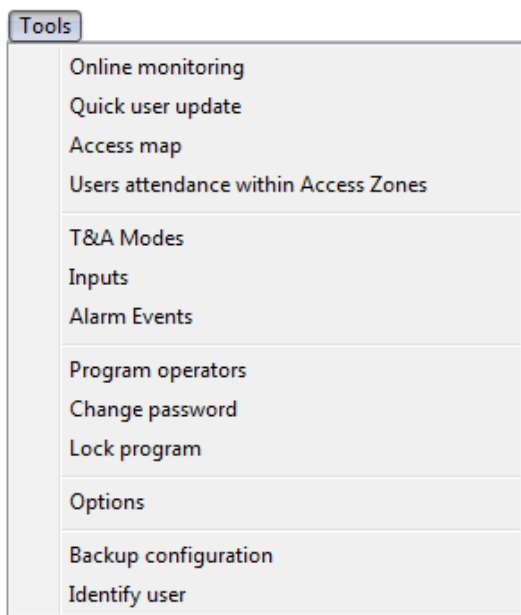 Tools
Online monitoring
Quick user update
Access map
Users attendance within Access Zones
T&A Modes
Inputs
Alarm Events
Program operators
Change password
Lock program
Options
Backup configuration
Identify user